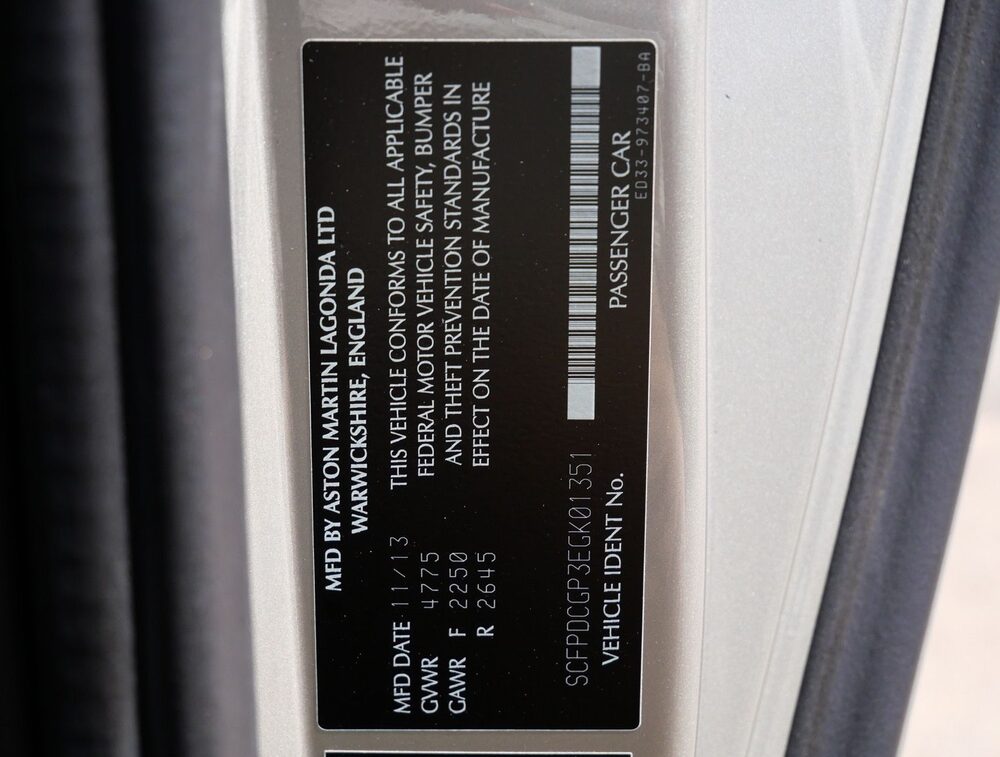 MFD BY ASTON MARTIN LAGONDA LTD
WARWICKSHIRE, ENGLAND
MFD DATE 11/13 THIS VEHICLE CONFORMS TO ALL APPLICABLE
GVWR 4775 FEDERAL MOTOR VEHICLE SAFETY, BUMPER
GAWR F 2250 AND THEFT PREVENTION STANDARDS IN
R 2645 EFFECT ON THE DATE OF MANUFACTURE
SCFPDCGP3EGK01351
VEHICLE IDENT No. PASSENGER CAR
ED33-973407-BA